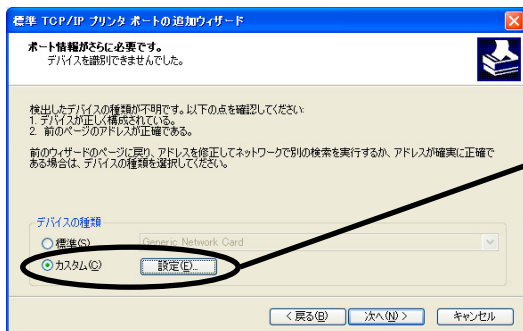 標準 TCP/IP プリンタ ポートの追加ウィザード
ポート情報がさらに必要です。
デバイスを識別できませんでした。
検出したデバイスの種類が不明です。以下の点を確認してください:
1. デバイスが正しく構成されている。
2. 前のページのアドレスが正確である。
前のウィザードのページに戻り、アドレスを修正してネットワークで別の検索を実行するか、アドレスが確実に正確で
ある場合は、デバイスの種類を選択してください。
デバイスの種類
標準(S) Generic Network Card
カスタム(C) 設定(E)...
< 戻る(B) 次へ(N) > キャンセル